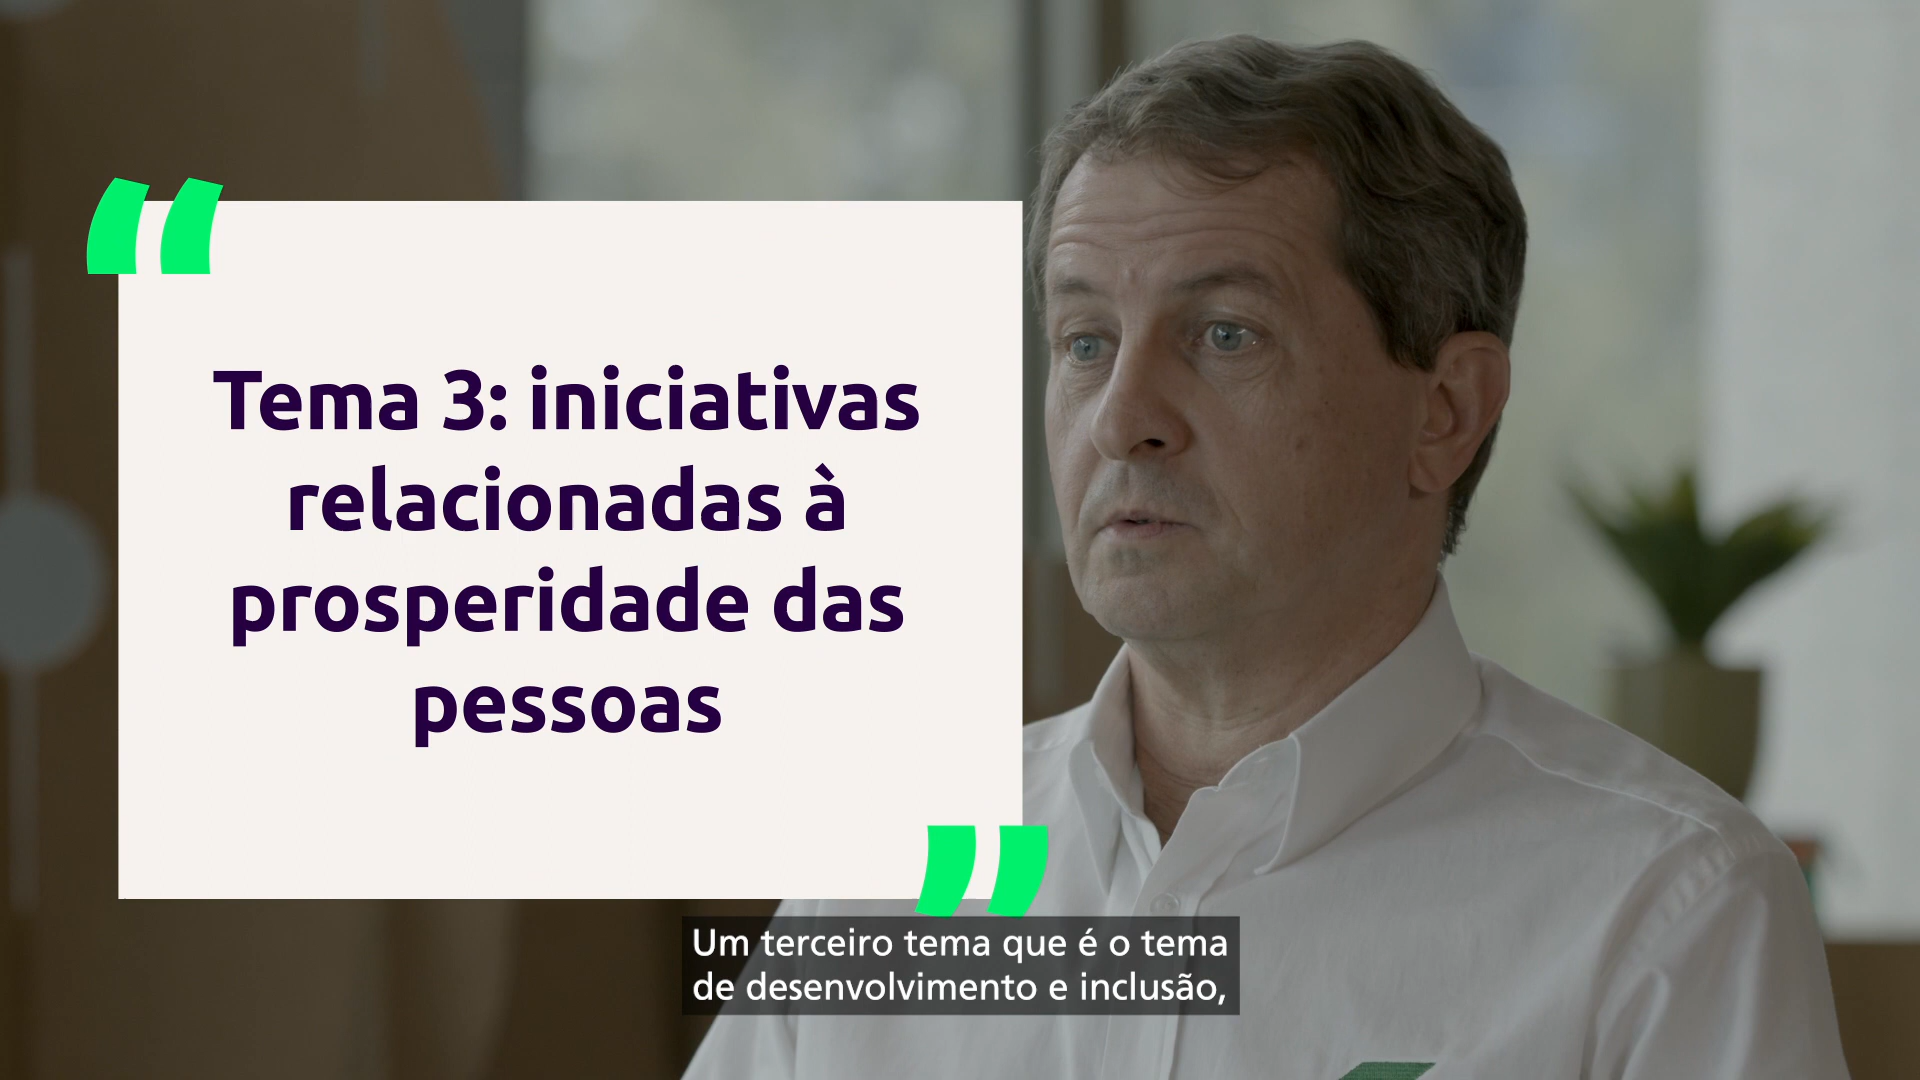 Tema 3: iniciativas
relacionadas à
prosperidade das
pessoas
Um terceiro tema que é o tema
de desenvolvimento e inclusão,